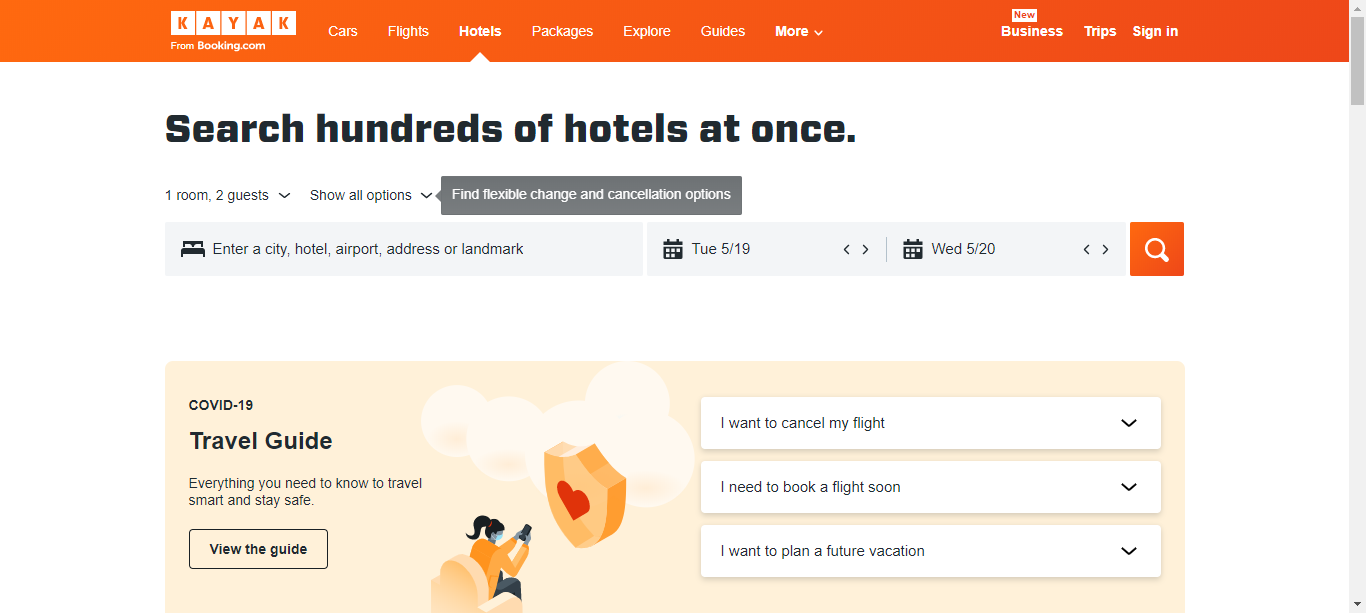 KAYAK
From Booking.com
Cars Flights Hotels Packages Explore Guides More
New
Business Trips Sign in
Search hundreds of hotels at once.
1 room, 2 guests Show all options Find flexible change and cancellation options
Enter a city, hotel, airport, address or landmark Tue 5/19 Wed 5/20
COVID-19
Travel Guide
Everything you need to know to travel
smart and stay safe.
View the guide
I want to cancel my flight
I need to book a flight soon
I want to plan a future vacation